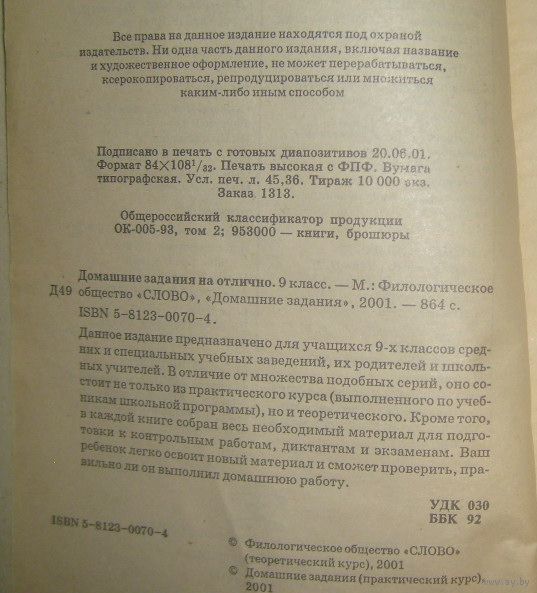 Все права на данное издание находятся под охраной
издательств. Ни одна часть данного издания, включая название
и художественное оформление, не может перерабатываться,
ксерокопироваться, репродуцироваться или множиться
каким-либо иным способом
Подписано в печать с готовых диапозитивов 20.06.01.
Формат 84×108¹/₃₂. Печать высокая с ФПФ. Бумага
типографская. Усл. печ. л. 45,36. Тираж 10 000 экз.
Заказ 1313.
Общероссийский классификатор продукции
ОК-005-93, том 2; 953000 — книги, брошюры
Домашние задания на отлично. 9 класс. — М.: Филологическое
Д49 общество «СЛОВО», «Домашние задания», 2001. — 864 с.
ISBN 5-8123-0070-4.
Данное издание предназначено для учащихся 9-х классов сред-
них и специальных учебных заведений, их родителей и школь-
ных учителей. В отличие от множества подобных серий, оно со-
стоит не только из практического курса (выполненного по учеб-
никам школьной программы), но и теоретического. Кроме того,
в каждой книге собран весь необходимый материал для подго-
товки к контрольным работам, диктантам и экзаменам. Ваш
ребенок легко освоит новый материал и сможет проверить, пра-
вильно ли он выполнил домашнюю работу.
УДК 030
ББК 92
ISBN 5-8123-0070-4
© Филологическое общество «СЛОВО»
(теоретический курс), 2001
© Домашние задания (практический курс),
2001